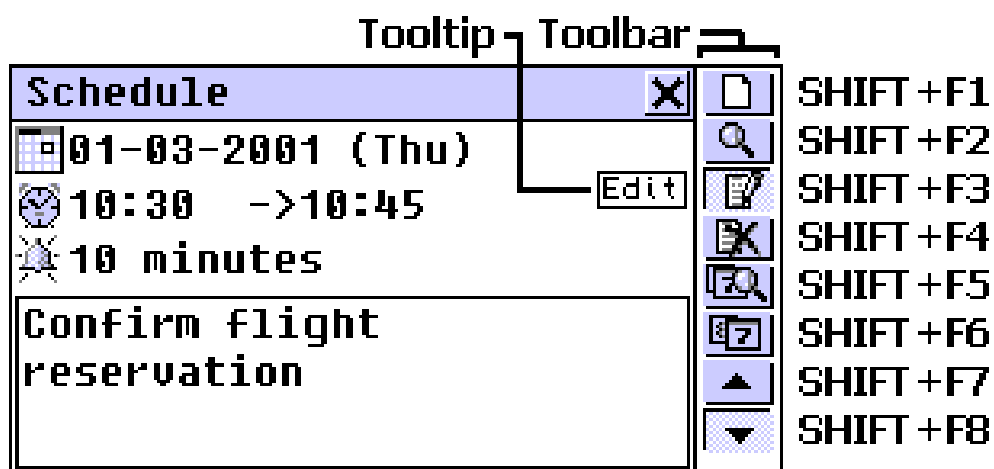 Tooltip Toolbar
Schedule
SHIFT+F1
01-03-2001 (Thu)
SHIFT+F2
10:30 ->10:45
Edit
SHIFT+F3
10 minutes
SHIFT+F4
SHIFT+F5
Confirm flight
SHIFT+F6
reservation
SHIFT+F7
SHIFT+F8